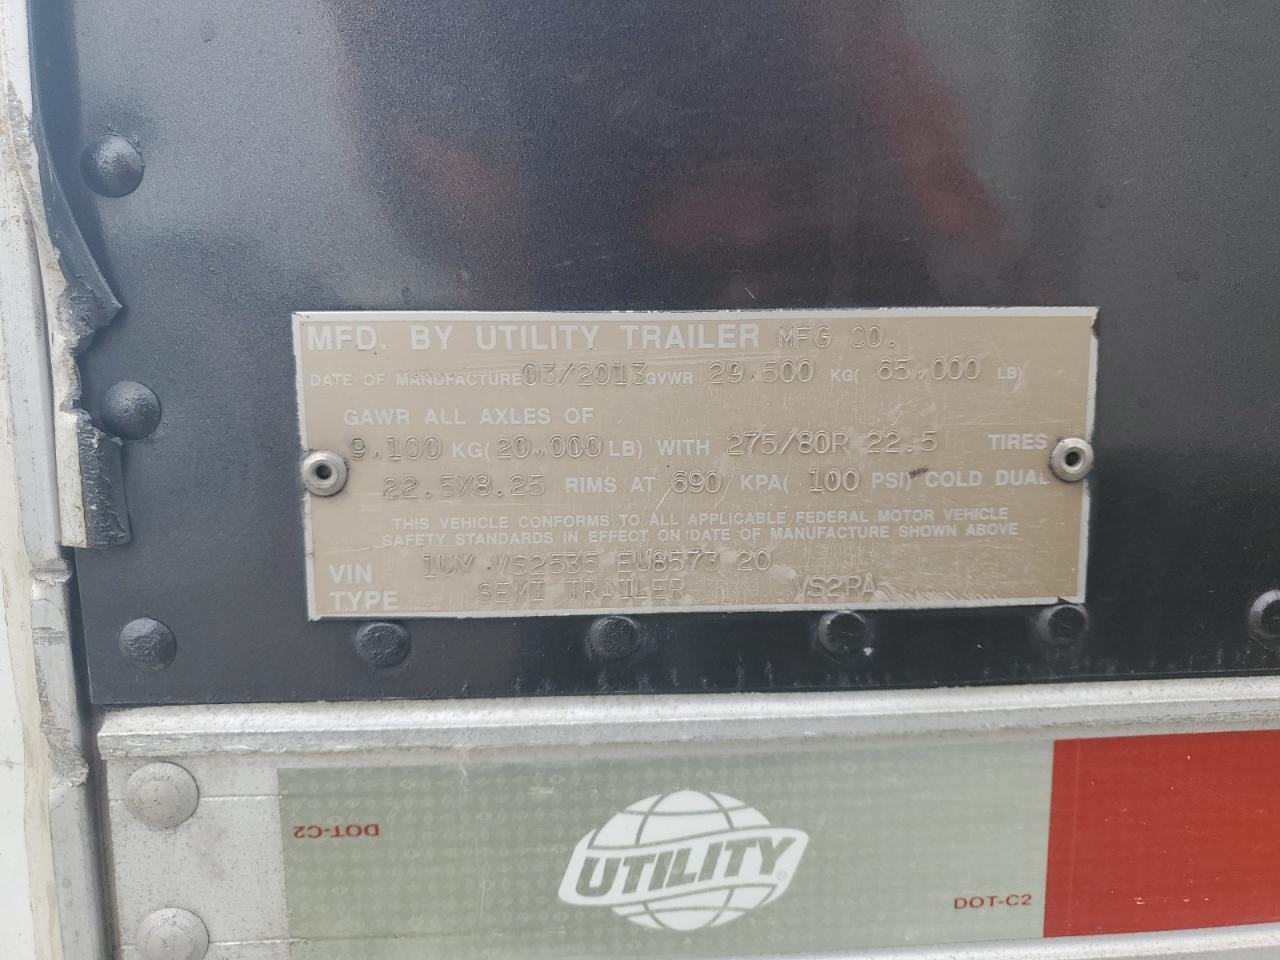 MFD. BY UTILITY TRAILER MFG CO.
DATE OF MANUFACTURE 03/2013 GVWR 29,500 KG( 65,000 LB)
GAWR ALL AXLES OF
9,100 KG( 20,000 LB) WITH 275/80R 22.5 TIRES
22.5X8.25 RIMS AT 690 KPA( 100 PSI) COLD DUAL
THIS VEHICLE CONFORMS TO ALL APPLICABLE FEDERAL MOTOR VEHICLE
SAFETY STANDARDS IN EFFECT ON DATE OF MANUFACTURE SHOWN ABOVE
VIN 1UY VS2535 EU8573 20
TYPE SEMI TRAILER VS2RA
DOT-C2
UTILITY®
DOT-C2